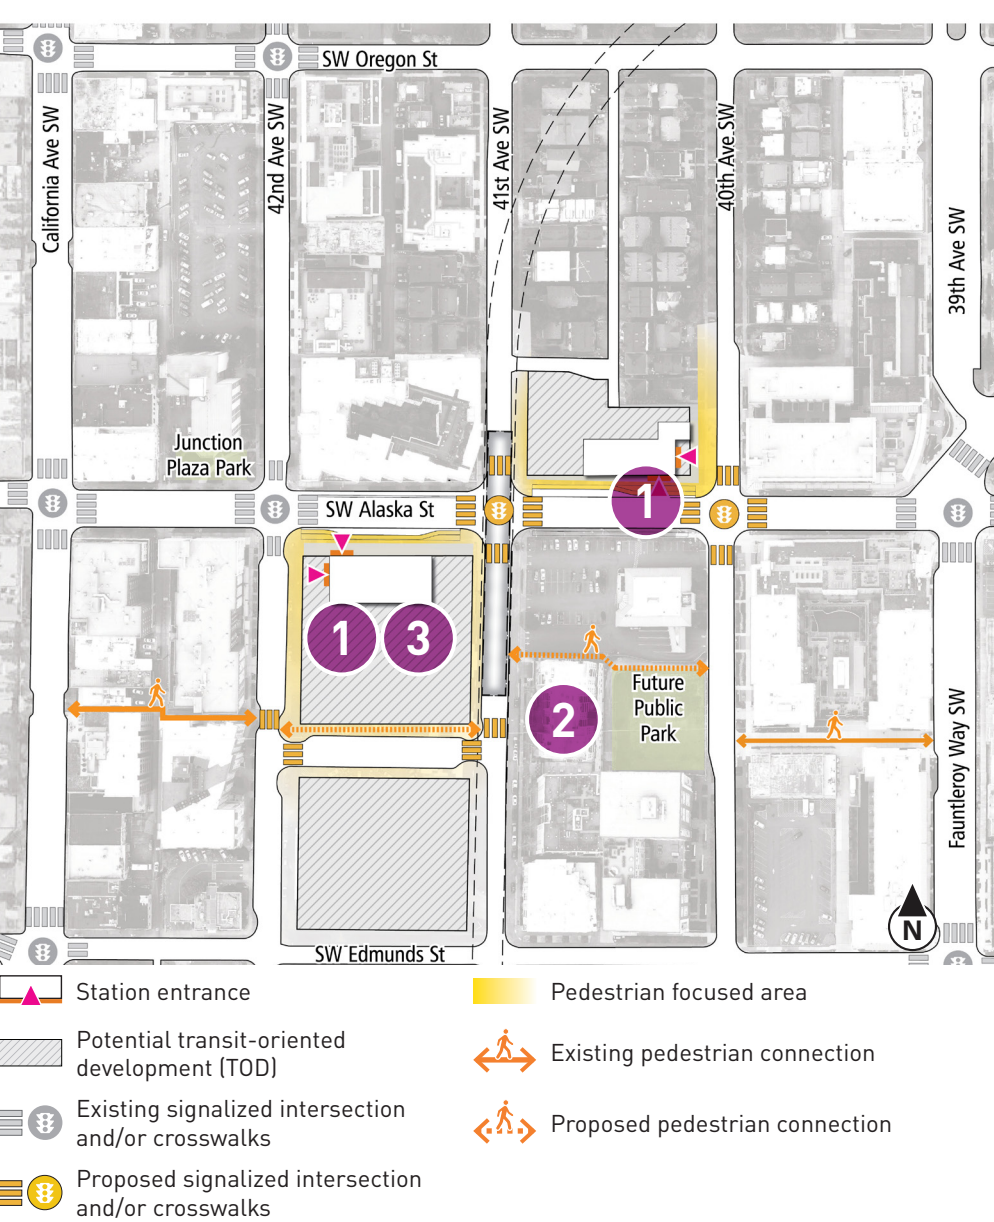 SW Oregon St
California Ave SW
42nd Ave SW
41st Ave SW
40th Ave SW
39th Ave SW
Junction
Plaza Park
SW Alaska St
1
1
3
2
Future
Public
Park
Fauntleroy Way SW
N
SW Edmunds St
Station entrance
Pedestrian focused area
Potential transit-oriented
development (TOD)
Existing pedestrian connection
Existing signalized intersection
and/or crosswalks
Proposed pedestrian connection
Proposed signalized intersection
and/or crosswalks